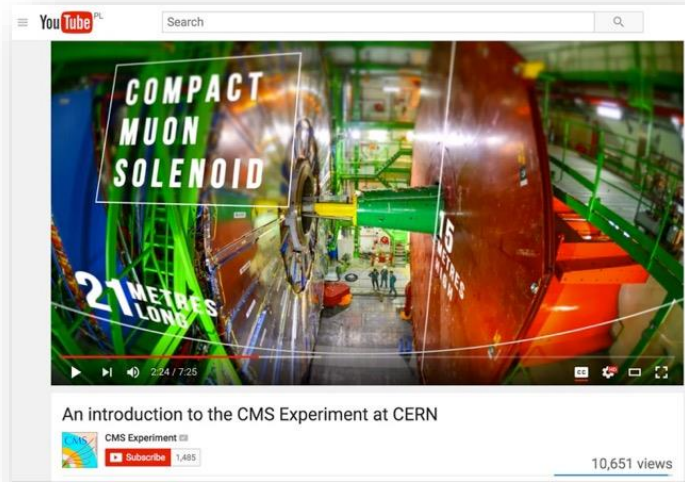 YouTube PL
Search
COMPACT
MUON
SOLENOID
15
METRES
HIGH
21 METRES
LONG
2:24 / 7:25
CC
An introduction to the CMS Experiment at CERN
CMS
CMS Experiment
Subscribe 1,485
10,651 views